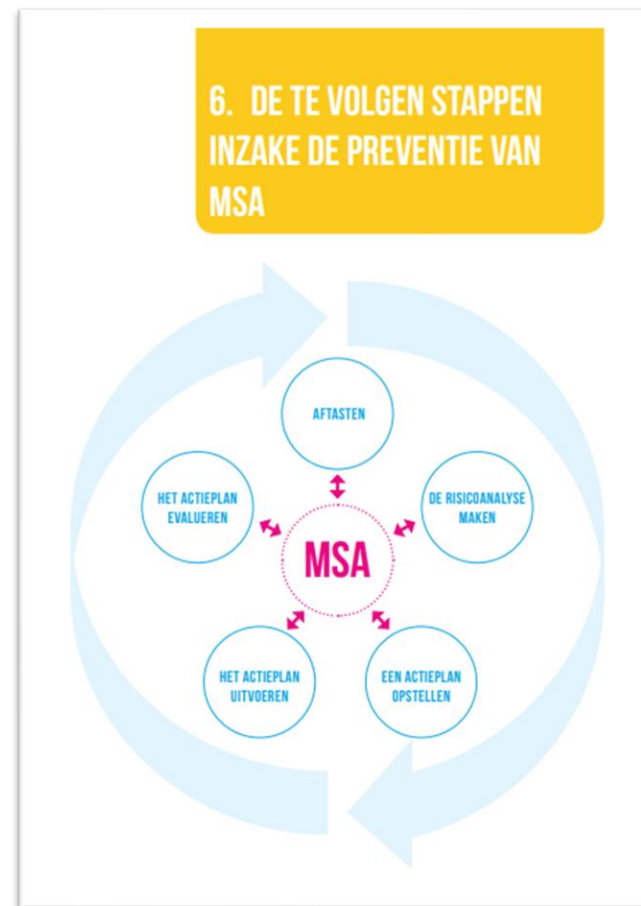 6. DE TE VOLGEN STAPPEN
INZAKE DE PREVENTIE VAN
MSA
AFTASTEN
HET ACTIEPLAN
EVALUEREN
DE RISICOANALYSE
MAKEN
MSA
HET ACTIEPLAN
UITVOEREN
EEN ACTIEPLAN
OPSTELLEN